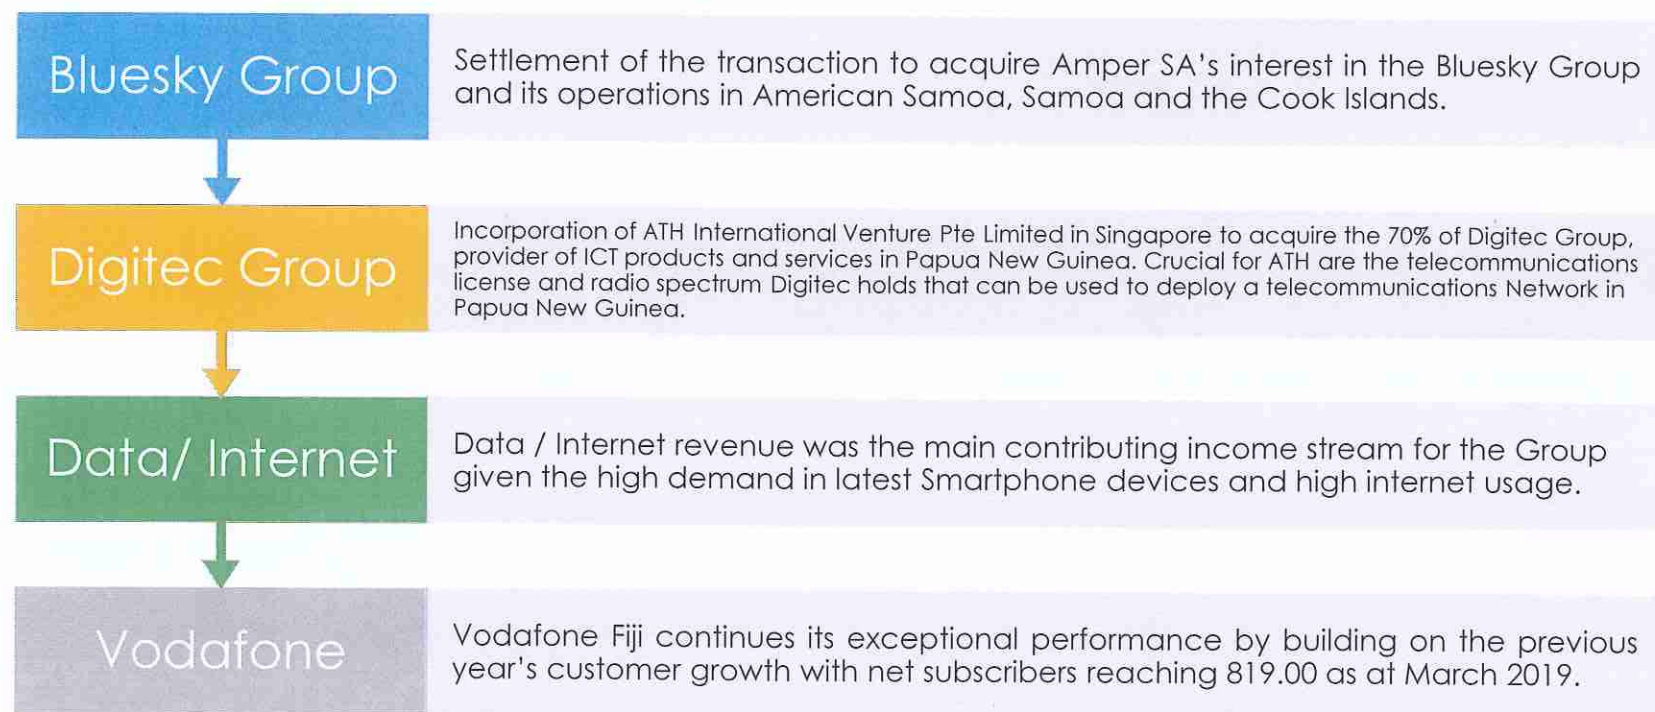 Bluesky Group
Settlement of the transaction to acquire Amper SA's interest in the Bluesky Group
and its operations in American Samoa, Samoa and the Cook Islands.
Digitec Group
Incorporation of ATH International Venture Pte Limited in Singapore to acquire the 70% of Digitec Group,
provider of ICT products and services in Papua New Guinea. Crucial for ATH are the telecommunications
license and radio spectrum Digitec holds that can be used to deploy a telecommunications Network in
Papua New Guinea.
Data/ Internet
Data / Internet revenue was the main contributing income stream for the Group
given the high demand in latest Smartphone devices and high internet usage.
Vodafone
Vodafone Fiji continues its exceptional performance by building on the previous
year's customer growth with net subscribers reaching 819.00 as at March 2019.